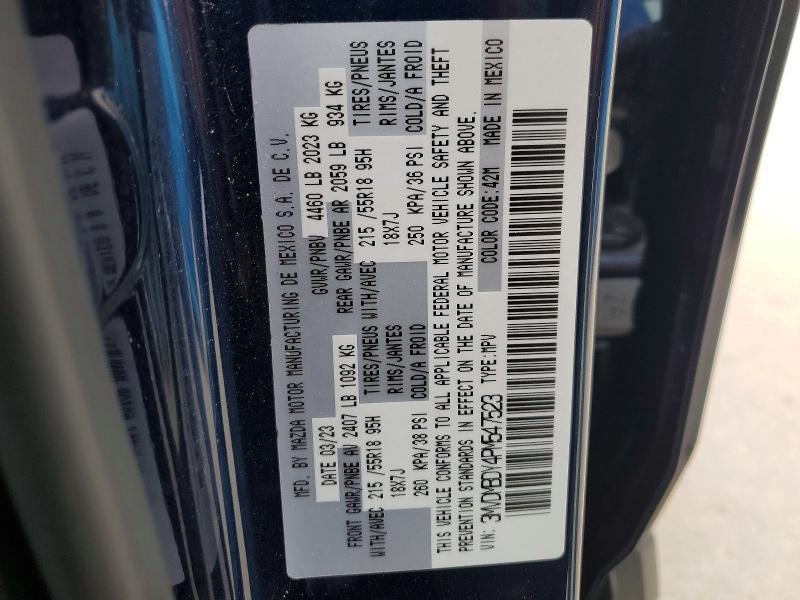 MFD. BY MAZDA MOTOR MANUFACTURING DE MEXICO S.A. DE C.V.
DATE 03/23 GVWR/PNBV 4460 LB 2023 KG
FRONT GAWR/PNBE AV 2407 LB 1092 KG REAR GAWR/PNBE AR 2059 LB 934 KG
TIRES/PNEUS WITH/AVEC 215 /55R18 95H TIRES/PNEUS
WITH/AVEC 215 /55R18 95H RIMS/JANTES 18X7J RIMS/JANTES
18X7J COLD/A FROID 250 KPA/36 PSI COLD/A FROID
260 KPA/38 PSI
THIS VEHICLE CONFORMS TO ALL APPLICABLE FEDERAL MOTOR VEHICLE SAFETY AND THEFT
PREVENTION STANDARDS IN EFFECT ON THE DATE OF MANUFACTURE SHOWN ABOVE.
VIN: 3MVDMBDY4PM547523 TYPE:MPV COLOR CODE:42M MADE IN MEXICO